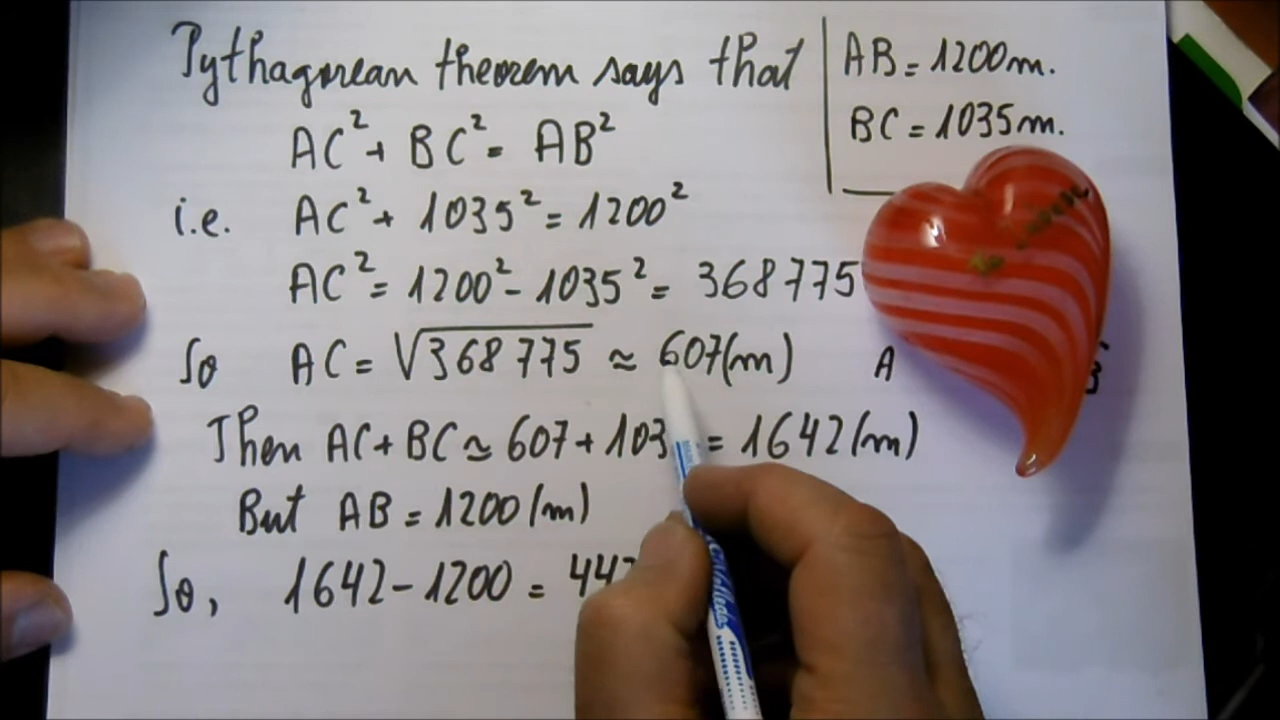 Pythagorean theorem says that
AB = 1200m.
BC = 1035m.
AC² + BC² = AB²
i.e. AC² + 1035² = 1200²
AC² = 1200² - 1035² = 368775
So AC = √368775 ≈ 607(m)
A
Then AC + BC ≃ 607 + 103 = 1642(m)
But AB = 1200(m)
So, 1642 - 1200 = 442